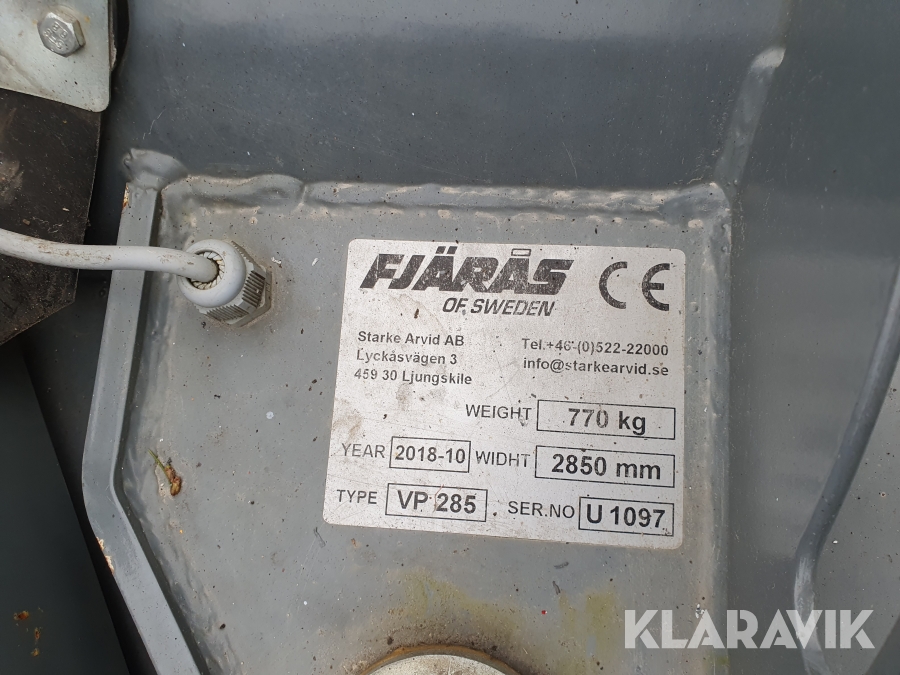 FJÄRÅS CE
OF SWEDEN
Starke Arvid AB
Lyckåsvägen 3
459 30 Ljungskile
Tel.+46-(0)522-22000
info@starkearvid.se
WEIGHT 770 kg
YEAR 2018-10 WIDHT 2850 mm
TYPE VP 285 SER.NO U 1097
KLARAVIK